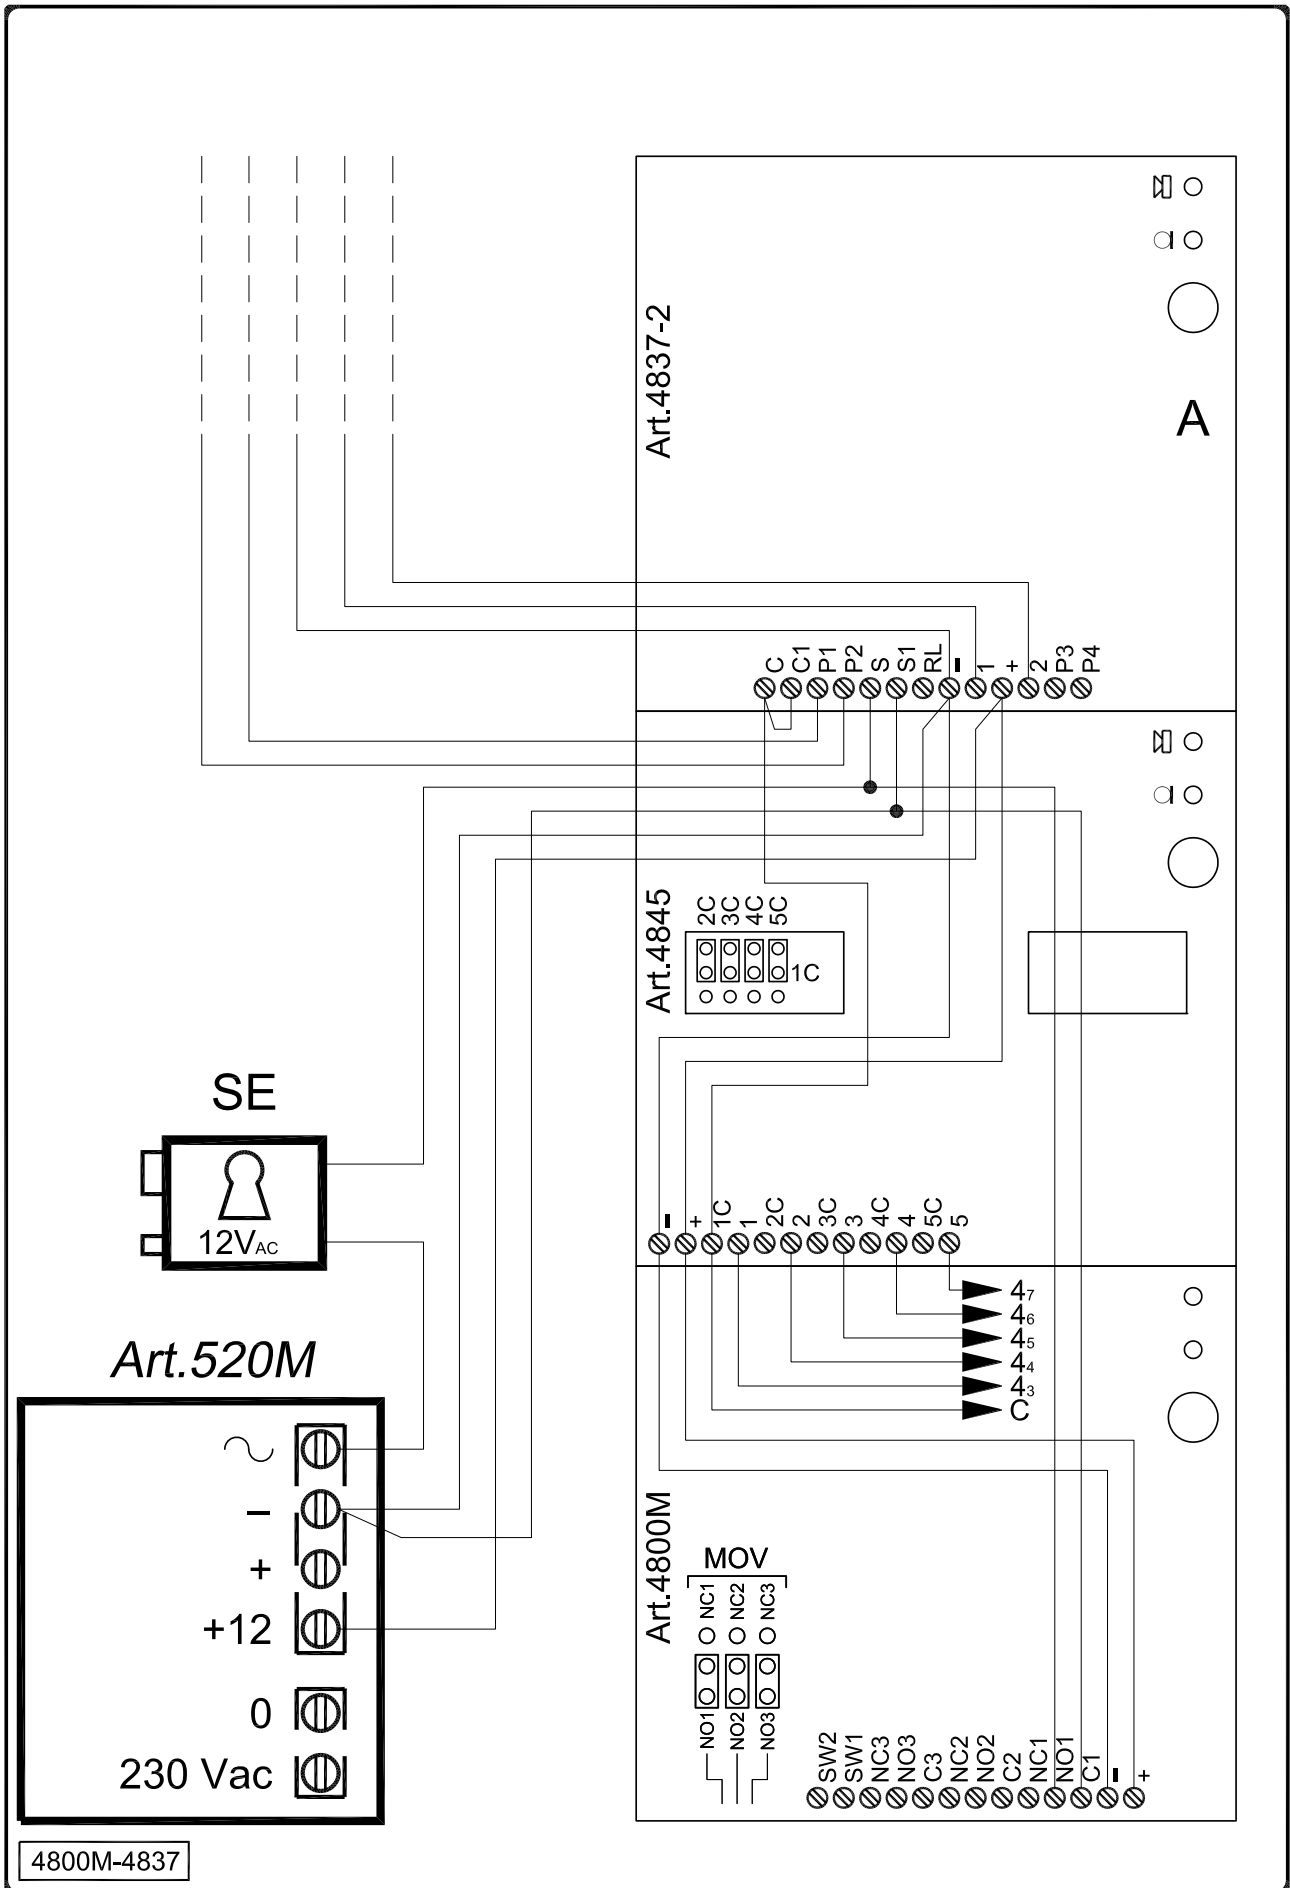 Art.4837-2
A
C
C1
P1
P2
S
S1
RL
-
1
+
2
P3
P4
Art.4845
2C
3C
4C
5C
1C
-
+
1C
1
2C
2
3C
3
4C
4
5C
5
47
46
45
44
43
C
SE
12VAC
Art.520M
-
+
+12
0
230 Vac
Art.4800M
MOV
NC1
NC2
NC3
NO1
NO2
NO3
SW2
SW1
NC3
NO3
C3
NC2
NO2
C2
NC1
NO1
C1
-
+
4800M-4837